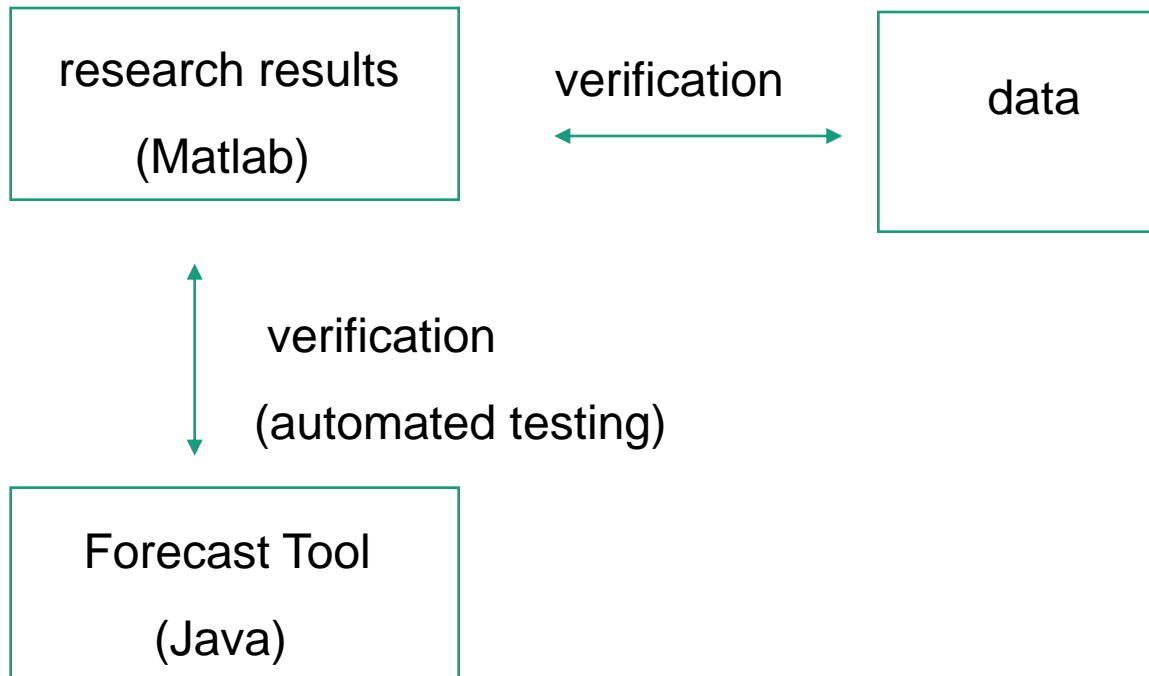 research results
(Matlab)
verification
data
verification
(automated testing)
Forecast Tool
(Java)